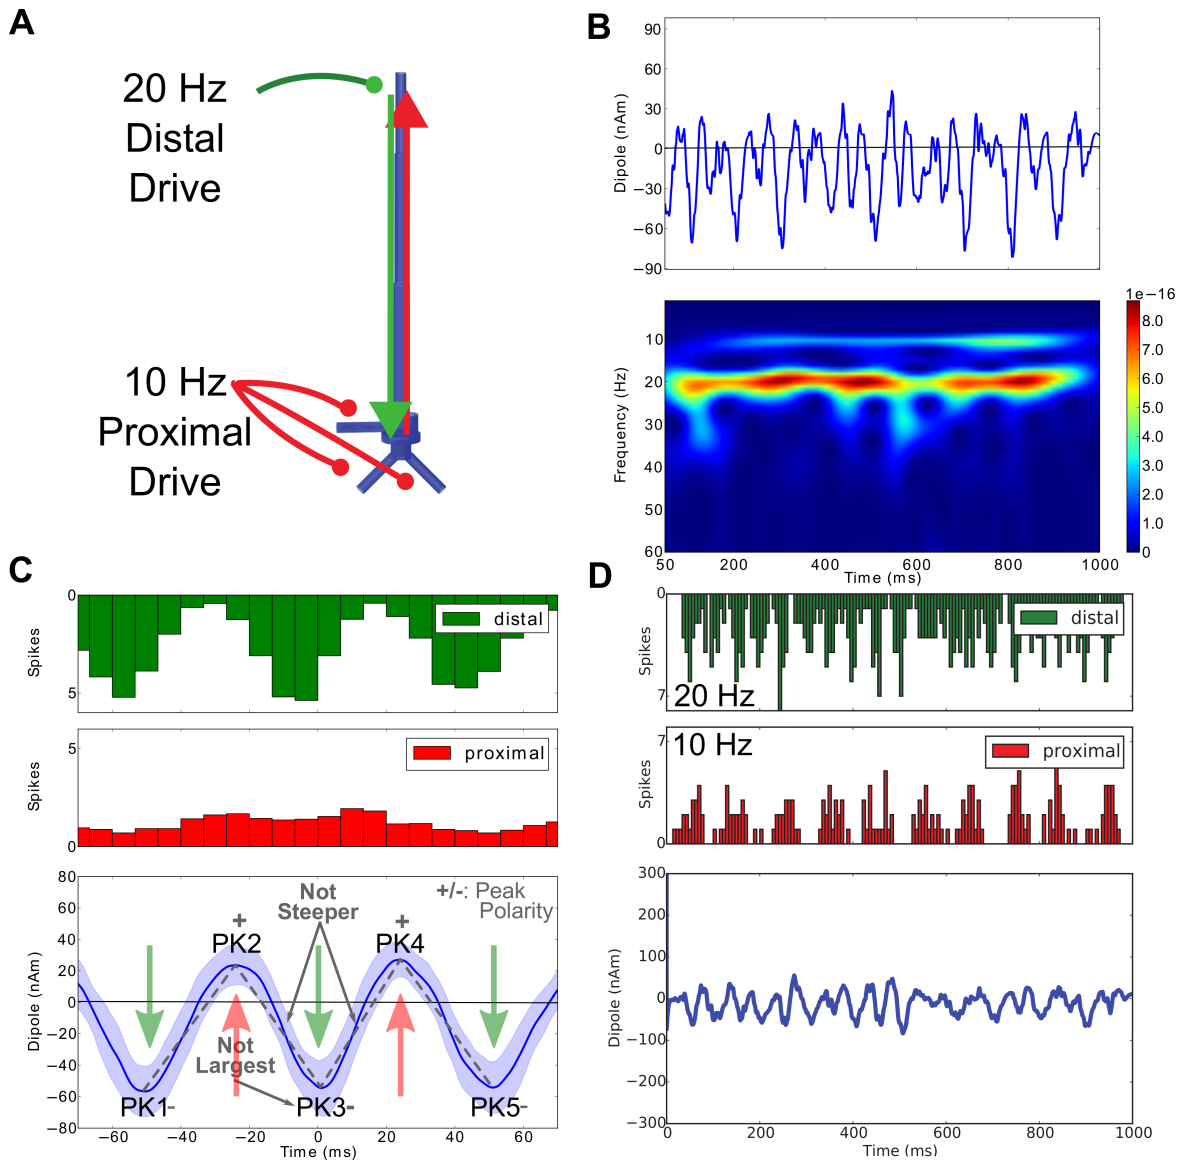 A
20 Hz
Distal
Drive
10 Hz
Proximal
Drive
B
90
60
30
0
−30
−60
−90
Dipole (nAm)
0
200
400
600
800
1000
1e−16
10
20
30
40
50
60
Frequency (Hz)
50
200
400
600
800
1000
Time (ms)
8.0
7.0
6.0
5.0
4.0
3.0
2.0
1.0
0
C
0
5
Spikes
distal
5
0
Spikes
proximal
80
60
40
20
0
−20
−40
−60
−80
Dipole (nAm)
Not
Steeper
+/-: Peak
Polarity
+
PK2
+
PK4
Not
Largest
PK1-
PK3-
PK5-
−60
−40
−20
0
20
40
60
Time (ms)
D
0
7
Spikes
distal
20 Hz
7
0
Spikes
10 Hz
proximal
300
200
100
0
−100
−200
−300
Dipole (nAm)
0
200
400
600
800
1000
Time (ms)